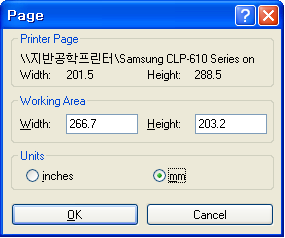 Page
Printer Page
\\지반공학프린터\Samsung CLP-610 Series on
Width: 201.5 Height: 288.5
Working Area
Width: 266.7 Height: 203.2
Units
inches mm
OK Cancel